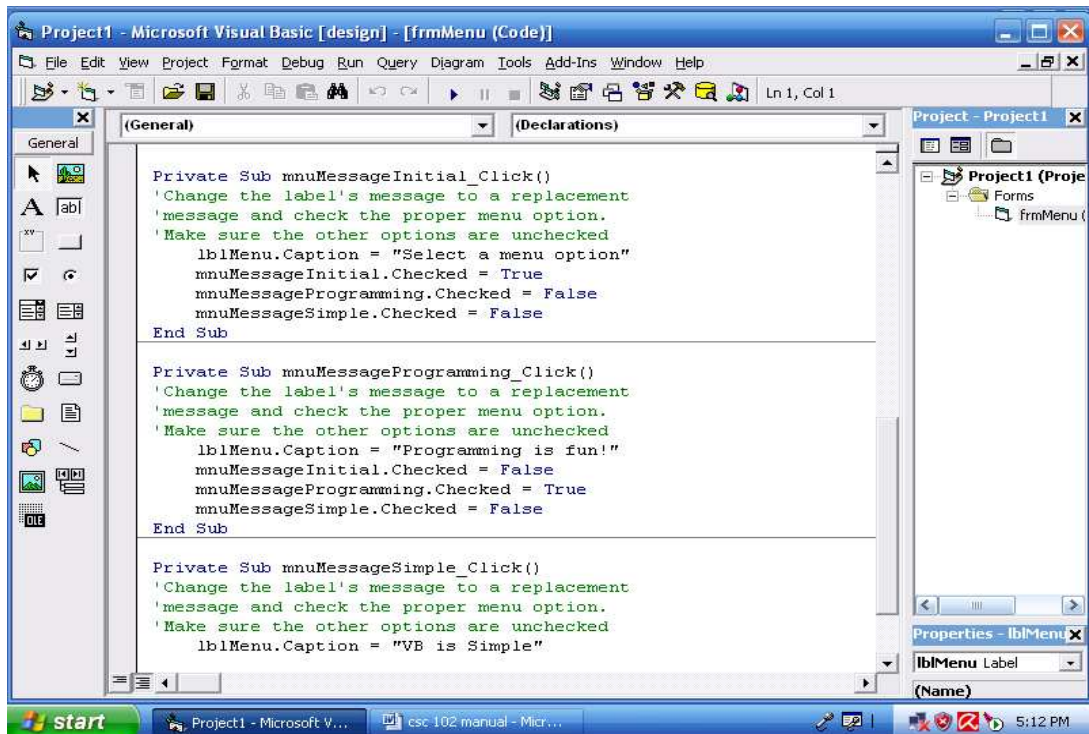 Project1 - Microsoft Visual Basic [design] - [frmMenu (Code)]
File Edit View Project Format Debug Run Query Diagram Tools Add-Ins Window Help
Ln 1, Col 1
General
(General)
(Declarations)
Private Sub mnuMessageInitial_Click()
'Change the label's message to a replacement
'message and check the proper menu option.
'Make sure the other options are unchecked
lblMenu.Caption = "Select a menu option"
mnuMessageInitial.Checked = True
mnuMessageProgramming.Checked = False
mnuMessageSimple.Checked = False
End Sub
Private Sub mnuMessageProgramming_Click()
'Change the label's message to a replacement
'message and check the proper menu option.
'Make sure the other options are unchecked
lblMenu.Caption = "Programming is fun!"
mnuMessageInitial.Checked = False
mnuMessageProgramming.Checked = True
mnuMessageSimple.Checked = False
End Sub
Private Sub mnuMessageSimple_Click()
'Change the label's message to a replacement
'message and check the proper menu option.
'Make sure the other options are unchecked
lblMenu.Caption = "VB is Simple"
Project - Project1
Project1 (Proje
Forms
frmMenu (
Properties - lblMenu
lblMenu Label
(Name)
A
ab|
xy
OLE
start
Project1 - Microsoft V...
csc 102 manual - Micr...
5:12 PM